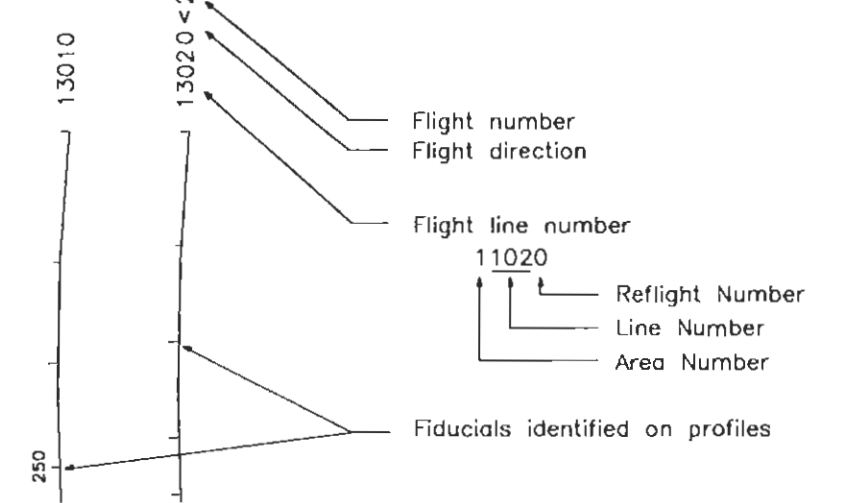 13010
13020 <
Flight number
Flight direction
Flight line number
11020
Reflight Number
Line Number
Area Number
Fiducials identified on profiles
250